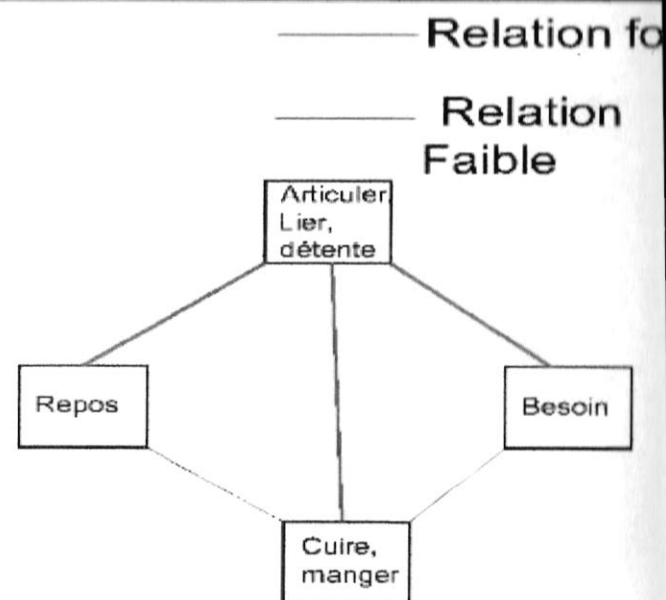 Relation fo
Relation
Faible
Articuler,
Lier,
détente
Repos
Besoin
Cuire,
manger